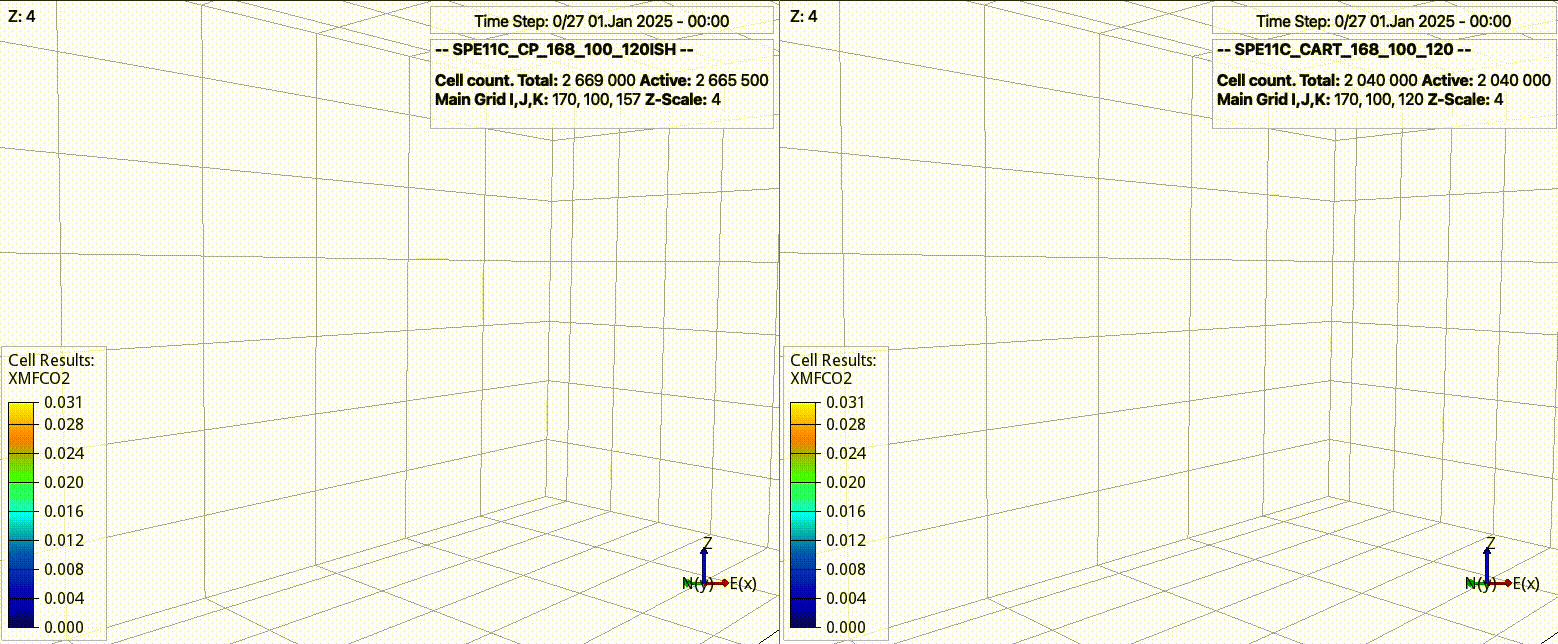 Z: 4
Time Step: 0/27 01.Jan 2025 - 00:00
-- SPE11C_CP_168_100_120ISH --
Cell count. Total: 2 669 000 Active: 2 665 500
Main Grid I,J,K: 170, 100, 157 Z-Scale: 4
Cell Results:
XMFCO2
0.031
0.028
0.024
0.020
0.016
0.012
0.008
0.004
0.000
Z
N(y)
E(x)
Z: 4
Time Step: 0/27 01.Jan 2025 - 00:00
-- SPE11C_CART_168_100_120 --
Cell count. Total: 2 040 000 Active: 2 040 000
Main Grid I,J,K: 170, 100, 120 Z-Scale: 4
Cell Results:
XMFCO2
0.031
0.028
0.024
0.020
0.016
0.012
0.008
0.004
0.000
Z
N(y)
E(x)